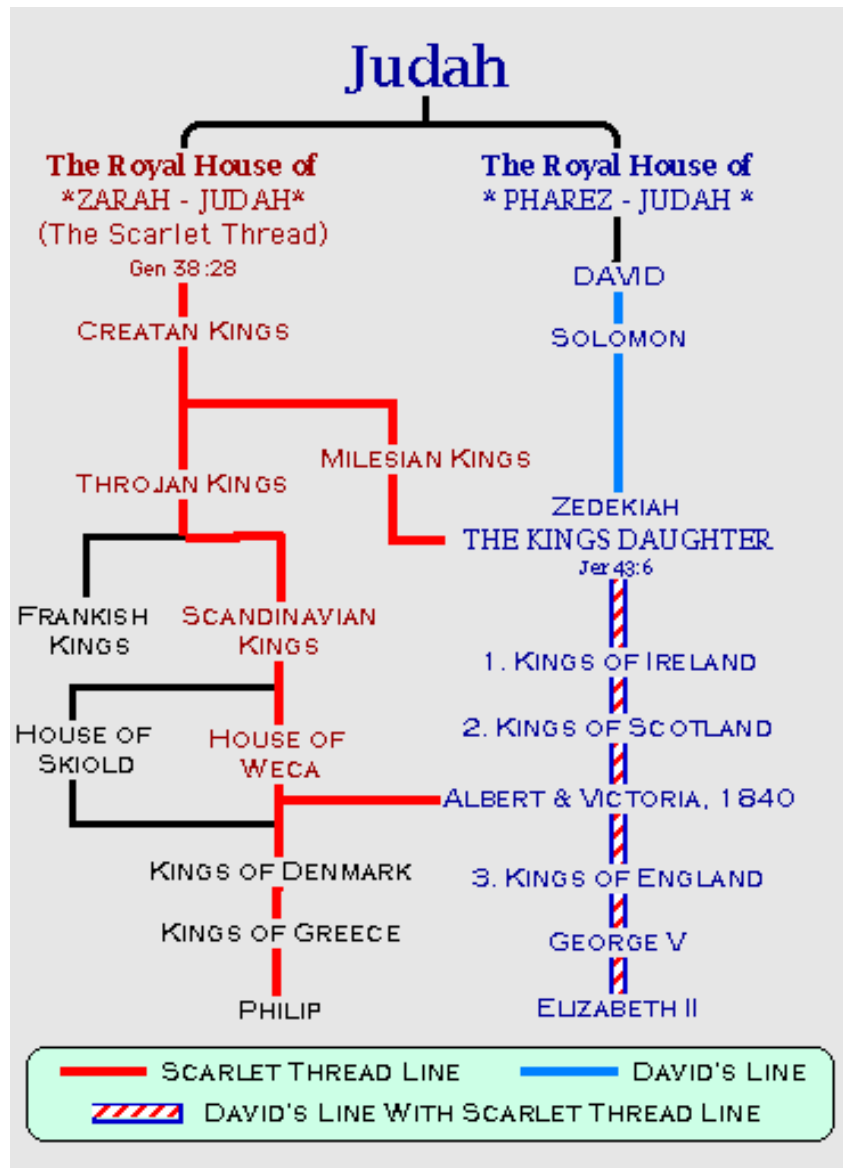 Judah
The Royal House of
*ZARAH - JUDAH*
(The Scarlet Thread)
Gen 38:28
The Royal House of
* PHAREZ - JUDAH *
DAVID
CREATAN KINGS
SOLOMON
MILESIAN KINGS
THROJAN KINGS
ZEDEKIAH
THE KINGS DAUGHTER
Jer 43:6
FRANKISH
KINGS
SCANDINAVIAN
KINGS
1. KINGS OF IRELAND
HOUSE OF
SKIOLD
HOUSE OF
WECA
2. KINGS OF SCOTLAND
ALBERT & VICTORIA, 1840
KINGS OF DENMARK
3. KINGS OF ENGLAND
KINGS OF GREECE
GEORGE V
PHILIP
ELIZABETH II
SCARLET THREAD LINE
DAVID'S LINE
DAVID'S LINE WITH SCARLET THREAD LINE